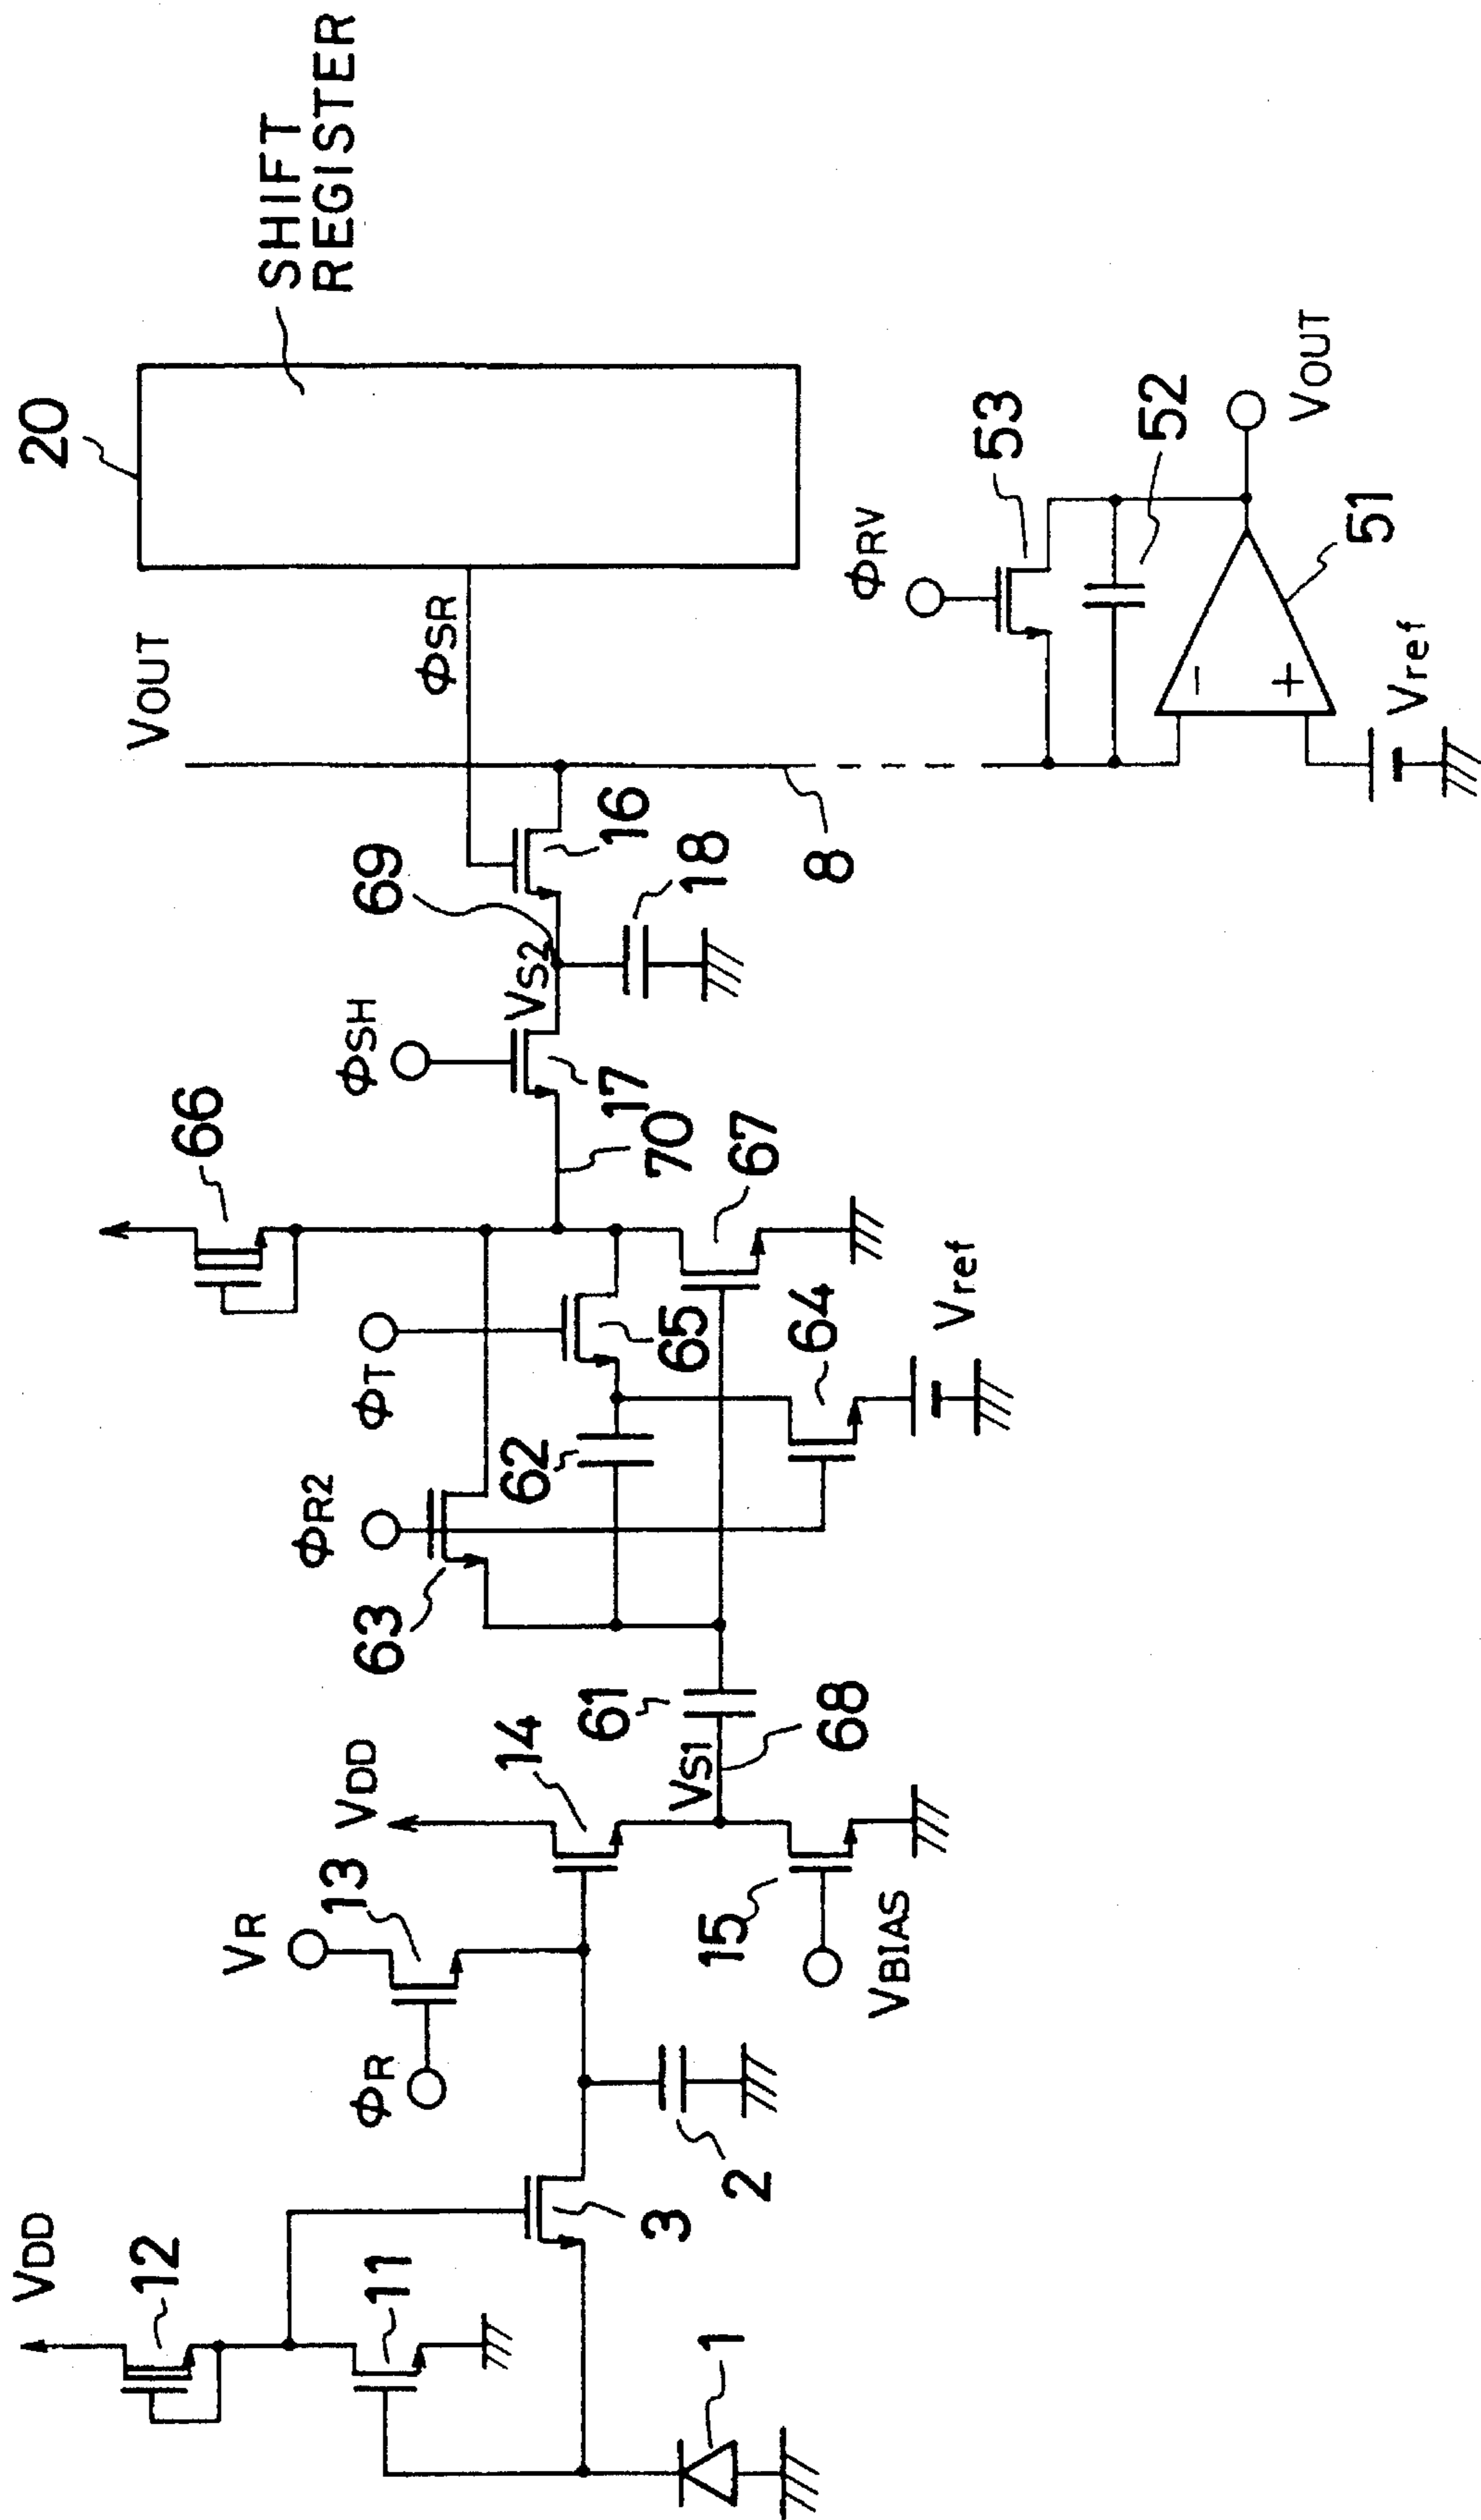 VDD
12
11
1
3
2
ΦR
VR
13
VDD
14
15
VBIAS
VS1
68
61
63
ΦR2
62
ΦT
65
64
Vref
66
67
70
17
ΦSH
VS2
69
18
16
8
VOUT
ΦSR
20
SHIFT
REGISTER
ΦRV
53
52
51
Vref
VOUT